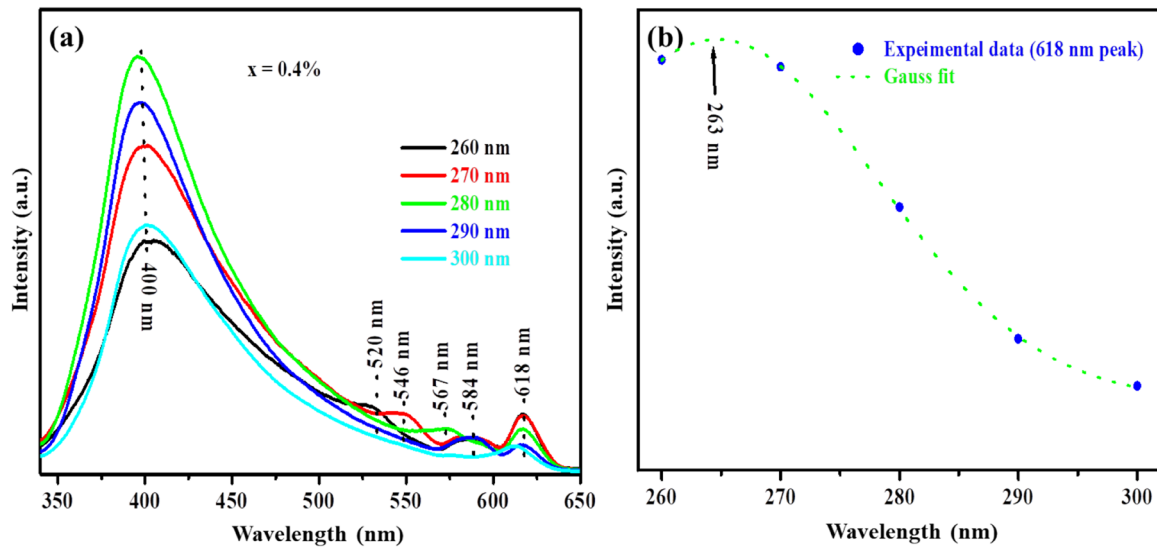 (a)
x = 0.4%
260 nm
270 nm
280 nm
290 nm
300 nm
400 nm
520 nm
546 nm
567 nm
584 nm
618 nm
Intensity (a.u.)
350 400 450 500 550 600 650
Wavelength (nm)
(b)
Expeimental data (618 nm peak)
Gauss fit
263 nm
Intensity (a.u.)
260 270 280 290 300
Wavelength (nm)